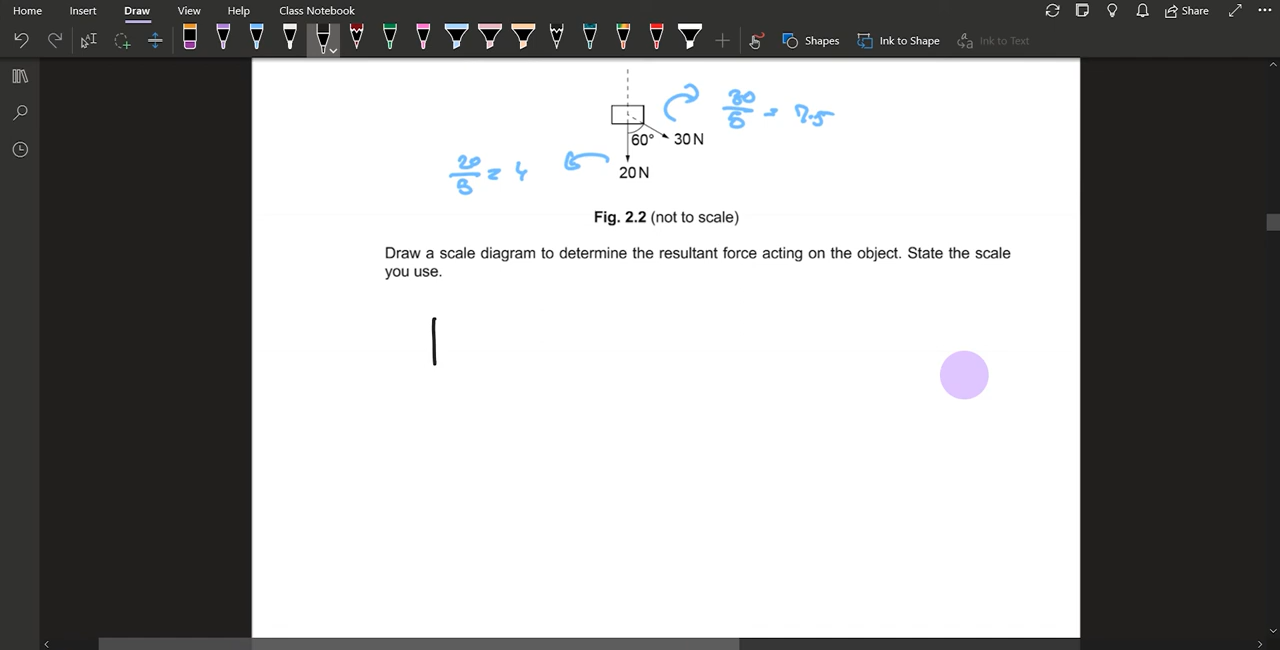 Home Insert Draw View Help Class Notebook Share
Shapes Ink to Shape Ink to Text
30/5 = 7.5
60° 30 N
20/5 = 4
20 N
Fig. 2.2 (not to scale)
Draw a scale diagram to determine the resultant force acting on the object. State the scale
you use.